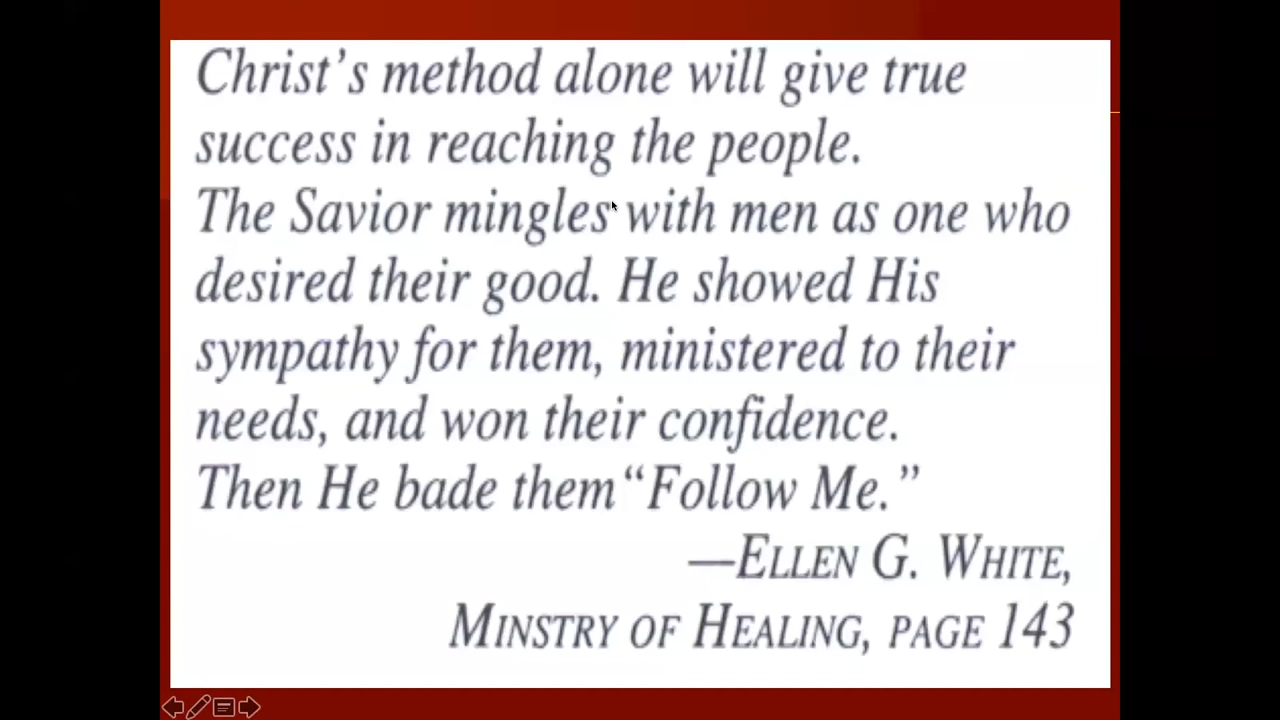 Christ's method alone will give true
success in reaching the people.
The Savior mingles with men as one who
desired their good. He showed His
sympathy for them, ministered to their
needs, and won their confidence.
Then He bade them “Follow Me.”
—ELLEN G. WHITE,
MINSTRY OF HEALING, PAGE 143